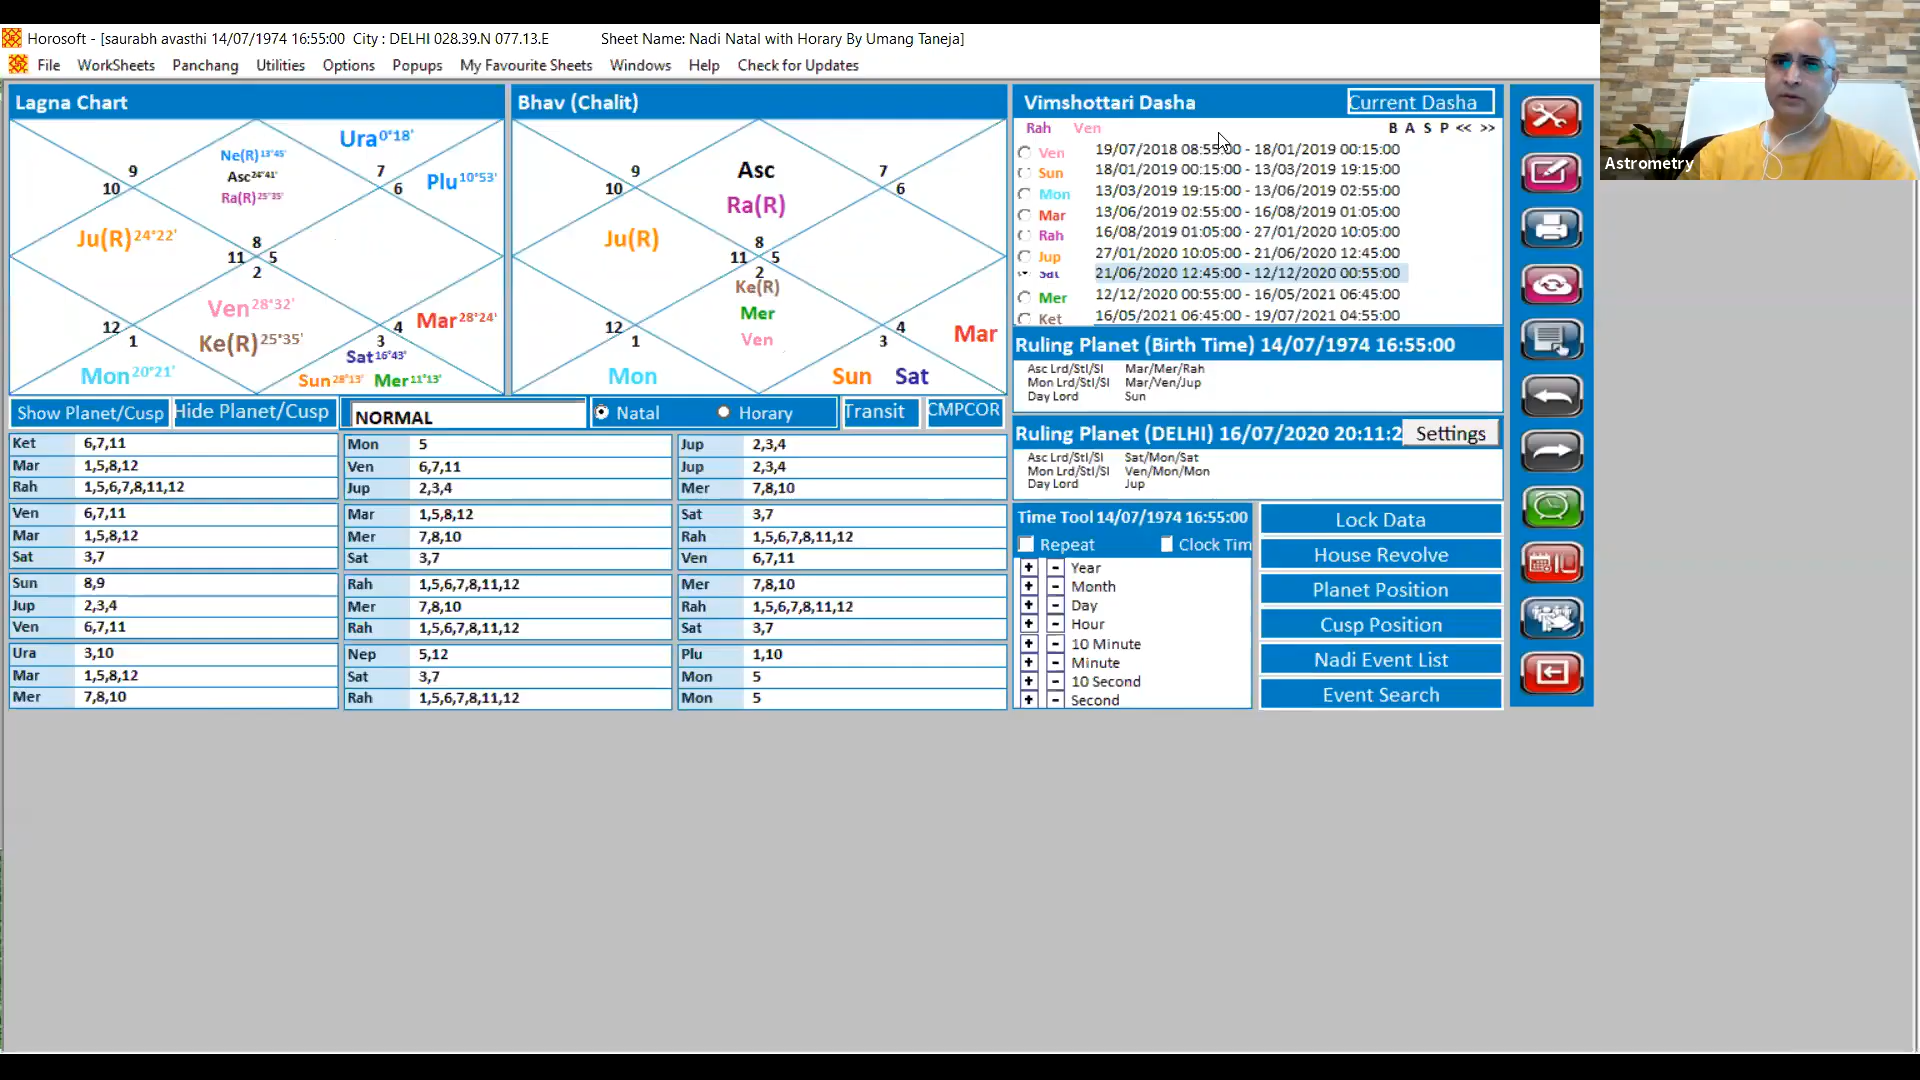 Horosoft - [saurabh avasthi 14/07/1974 16:55:00 City : DELHI 028.39.N 077.13.E Sheet Name: Nadi Natal with Horary By Umang Taneja]
File WorkSheets Panchang Utilities Options Popups My Favourite Sheets Windows Help Check for Updates
Astrometry
Lagna Chart
Ura0°18'
Ne(R)13°45'
Asc24°41'
Ra(R)25°35'
9
10
7
6
Plu10°53'
Ju(R)24°22'
8
11 5
2
Ven28°32'
Ke(R)25°35'
12
1
4
3
Mar28°24'
Sat16°43'
Mon20°21'
Sun28°13' Mer11°13'
Bhav (Chalit)
9
10
Asc
Ra(R)
7
6
Ju(R)
8
11 5
2
Ke(R)
Mer
Ven
12
1
4
3
Mar
Mon
Sun Sat
Vimshottari Dasha Current Dasha
Rah Ven B A S P << >>
Ven 19/07/2018 08:55:00 - 18/01/2019 00:15:00
Sun 18/01/2019 00:15:00 - 13/03/2019 19:15:00
Mon 13/03/2019 19:15:00 - 13/06/2019 02:55:00
Mar 13/06/2019 02:55:00 - 16/08/2019 01:05:00
Rah 16/08/2019 01:05:00 - 27/01/2020 10:05:00
Jup 27/01/2020 10:05:00 - 21/06/2020 12:45:00
Sat 21/06/2020 12:45:00 - 12/12/2020 00:55:00
Mer 12/12/2020 00:55:00 - 16/05/2021 06:45:00
Ket 16/05/2021 06:45:00 - 19/07/2021 04:55:00
Ruling Planet (Birth Time) 14/07/1974 16:55:00
Asc Lrd/Stl/Sl Mar/Mer/Rah
Mon Lrd/Stl/Sl Mar/Ven/Jup
Day Lord Sun
Ruling Planet (DELHI) 16/07/2020 20:11:2 Settings
Asc Lrd/Stl/Sl Sat/Mon/Sat
Mon Lrd/Stl/Sl Ven/Mon/Mon
Day Lord Jup
Show Planet/Cusp Hide Planet/Cusp NORMAL Natal Horary Transit CMPCOR
Ket 6,7,11
Mar 1,5,8,12
Rah 1,5,6,7,8,11,12
Mon 5
Ven 6,7,11
Jup 2,3,4
Jup 2,3,4
Jup 2,3,4
Mer 7,8,10
Ven 6,7,11
Mar 1,5,8,12
Sat 3,7
Mar 1,5,8,12
Mer 7,8,10
Sat 3,7
Sat 3,7
Rah 1,5,6,7,8,11,12
Ven 6,7,11
Sun 8,9
Jup 2,3,4
Ven 6,7,11
Rah 1,5,6,7,8,11,12
Mer 7,8,10
Rah 1,5,6,7,8,11,12
Mer 7,8,10
Rah 1,5,6,7,8,11,12
Sat 3,7
Ura 3,10
Mar 1,5,8,12
Mer 7,8,10
Nep 5,12
Sat 3,7
Rah 1,5,6,7,8,11,12
Plu 1,10
Mon 5
Mon 5
Time Tool 14/07/1974 16:55:00
Repeat Clock Tim
+ - Year
+ - Month
+ - Day
+ - Hour
+ - 10 Minute
+ - Minute
+ - 10 Second
+ - Second
Lock Data
House Revolve
Planet Position
Cusp Position
Nadi Event List
Event Search